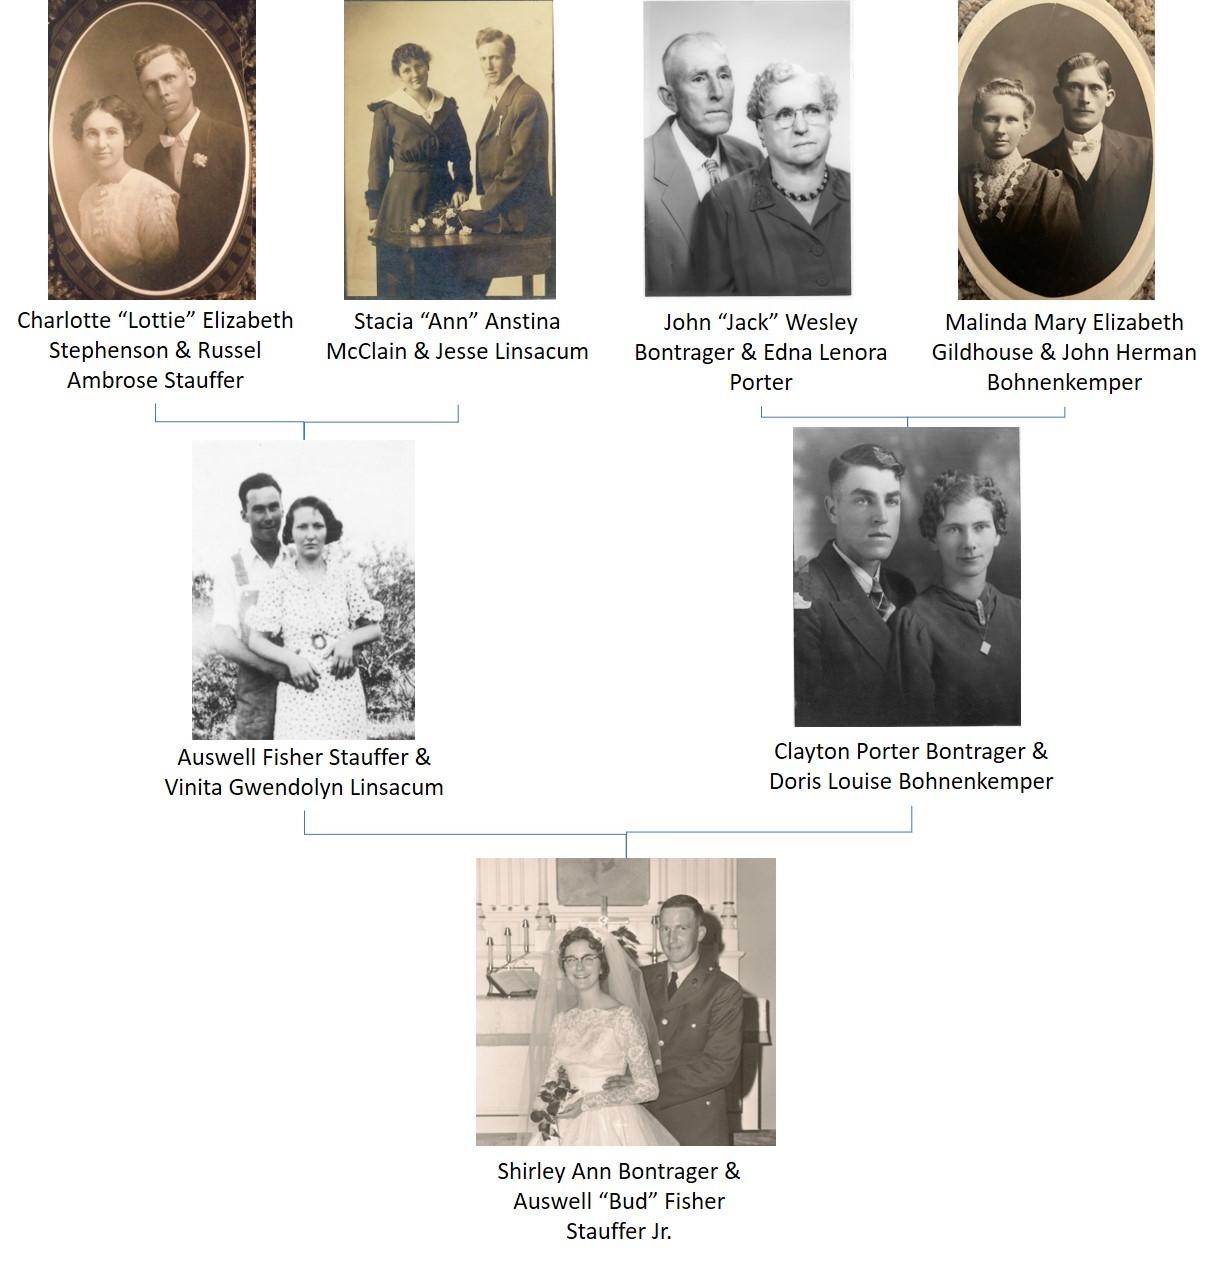 Charlotte “Lottie” Elizabeth
Stephenson & Russel
Ambrose Stauffer
Stacia “Ann” Anstina
McClain & Jesse Linsacum
John “Jack” Wesley
Bontrager & Edna Lenora
Porter
Malinda Mary Elizabeth
Gildhouse & John Herman
Bohnenkemper
Auswell Fisher Stauffer &
Vinita Gwendolyn Linsacum
Clayton Porter Bontrager &
Doris Louise Bohnenkemper
Shirley Ann Bontrager &
Auswell “Bud” Fisher
Stauffer Jr.